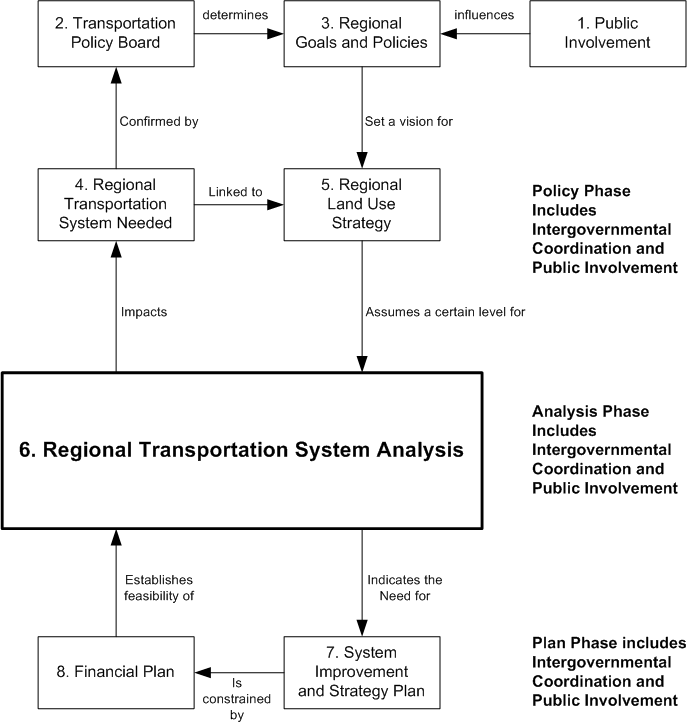 2. Transportation
Policy Board
determines
3. Regional
Goals and Policies
influences
1. Public
Involvement
Confirmed by
Set a vision for
4. Regional
Transportation
System Needed
Linked to
5. Regional
Land Use
Strategy
Policy Phase
Includes
Intergovernmental
Coordination and
Public Involvement
Impacts
Assumes a certain level for
6. Regional Transportation System Analysis
Analysis Phase
Includes
Intergovernmental
Coordination and
Public Involvement
Establishes
feasibility of
Indicates the
Need for
8. Financial Plan
Is
constrained
by
7. System
Improvement
and Strategy Plan
Plan Phase includes
Intergovernmental
Coordination and
Public Involvement